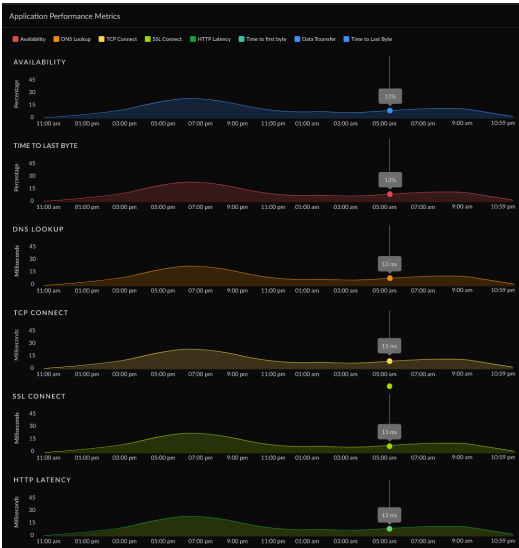 Application Performance Metrics
Availability DNS Lookup TCP Connect SSL Connect HTTP Latency Time to first byte Data Transfer Time to Last Byte
AVAILABILITY
Percentage
45
30
15
0
13%
11:00 am 01:00 pm 03:00 pm 05:00 pm 07:00 pm 9:00 pm 11:00 pm 01:00 am 03:00 am 05:00 am 07:00 am 9:00 am 10:59 pm
TIME TO LAST BYTE
Percentage
45
30
15
0
13%
11:00 am 01:00 pm 03:00 pm 05:00 pm 07:00 pm 9:00 pm 11:00 pm 01:00 am 03:00 am 05:00 am 07:00 am 9:00 am 10:59 pm
DNS LOOKUP
Milliseconds
45
30
15
0
13 ms
11:00 am 01:00 pm 03:00 pm 05:00 pm 07:00 pm 9:00 pm 11:00 pm 01:00 am 03:00 am 05:00 am 07:00 am 9:00 am 10:59 pm
TCP CONNECT
Milliseconds
45
30
15
0
13 ms
11:00 am 01:00 pm 03:00 pm 05:00 pm 07:00 pm 9:00 pm 11:00 pm 01:00 am 03:00 am 05:00 am 07:00 am 9:00 am 10:59 pm
SSL CONNECT
Milliseconds
45
30
15
0
13 ms
11:00 am 01:00 pm 03:00 pm 05:00 pm 07:00 pm 9:00 pm 11:00 pm 01:00 am 03:00 am 05:00 am 07:00 am 9:00 am 10:59 pm
HTTP LATENCY
Milliseconds
45
30
15
0
13 ms
11:00 am 01:00 pm 03:00 pm 05:00 pm 07:00 pm 9:00 pm 11:00 pm 01:00 am 03:00 am 05:00 am 07:00 am 9:00 am 10:59 pm